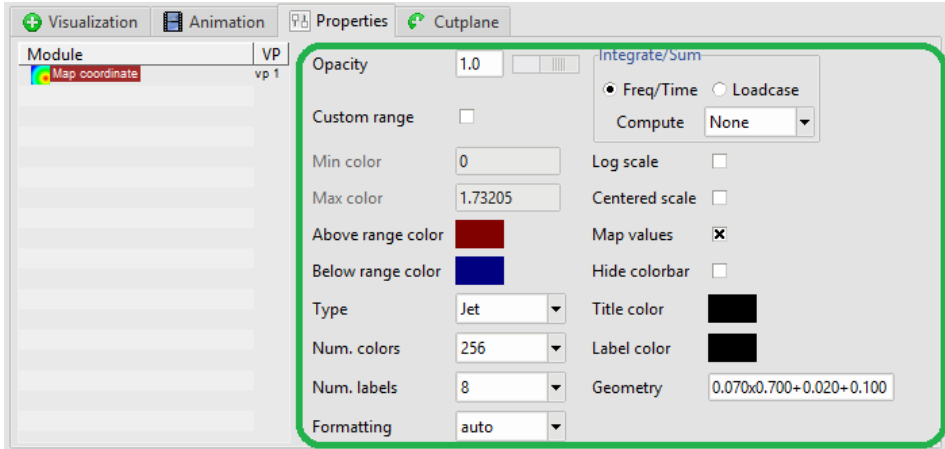 Visualization Animation Properties Cutplane
Module VP
Map coordinate vp 1
Opacity 1.0
Custom range
Min color 0
Max color 1.73205
Above range color
Below range color
Type Jet
Num. colors 256
Num. labels 8
Formatting auto
Integrate/Sum
Freq/Time Loadcase
Compute None
Log scale
Centered scale
Map values
Hide colorbar
Title color
Label color
Geometry 0.070x0.700+0.020+0.100